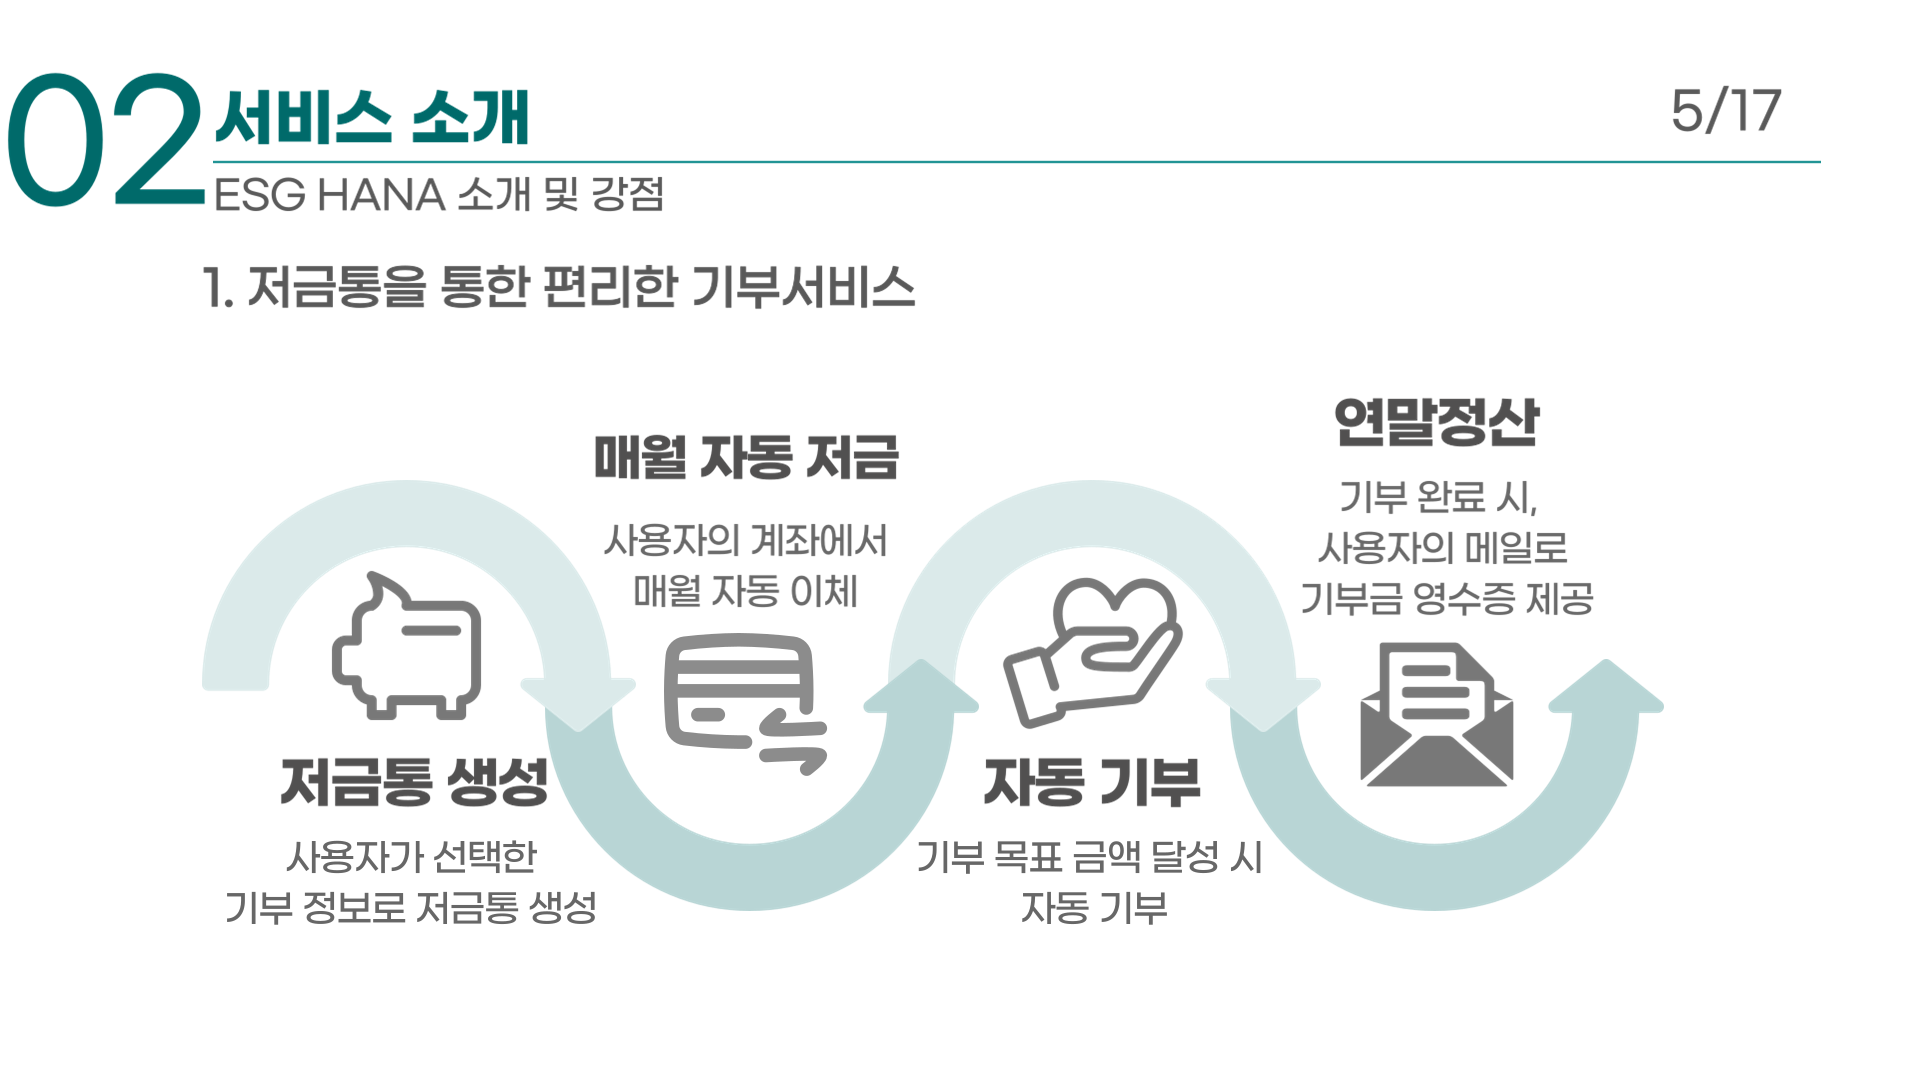 02
서비스 소개
5/17
ESG HANA 소개 및 강점
1. 저금통을 통한 편리한 기부서비스
저금통 생성
사용자가 선택한
기부 정보로 저금통 생성
매월 자동 저금
사용자의 계좌에서
매월 자동 이체
자동 기부
기부 목표 금액 달성 시
자동 기부
연말정산
기부 완료 시,
사용자의 메일로
기부금 영수증 제공